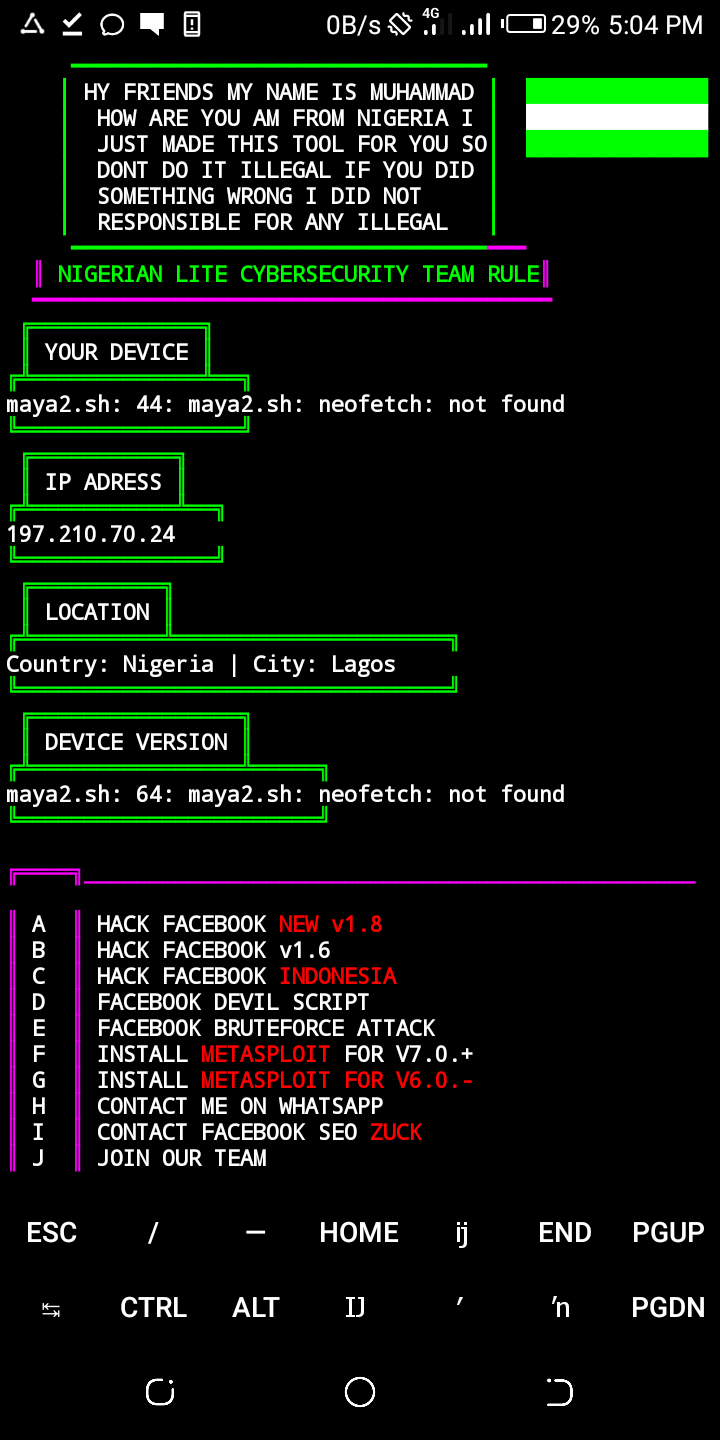 0B/s 4G 29% 5:04 PM
HY FRIENDS MY NAME IS MUHAMMAD
HOW ARE YOU AM FROM NIGERIA I
JUST MADE THIS TOOL FOR YOU SO
DONT DO IT ILLEGAL IF YOU DID
SOMETHING WRONG I DID NOT
RESPONSIBLE FOR ANY ILLEGAL
NIGERIAN LITE CYBERSECURITY TEAM RULE
YOUR DEVICE
maya2.sh: 44: maya2.sh: neofetch: not found
IP ADRESS
197.210.70.24
LOCATION
Country: Nigeria | City: Lagos
DEVICE VERSION
maya2.sh: 64: maya2.sh: neofetch: not found
A HACK FACEBOOK NEW v1.8
B HACK FACEBOOK v1.6
C HACK FACEBOOK INDONESIA
D FACEBOOK DEVIL SCRIPT
E FACEBOOK BRUTEFORCE ATTACK
F INSTALL METASPLOIT FOR V7.0.+
G INSTALL METASPLOIT FOR V6.0.-
H CONTACT ME ON WHATSAPP
I CONTACT FACEBOOK SEO ZUCK
J JOIN OUR TEAM
ESC / — HOME ij END PGUP
↹ CTRL ALT IJ ʹ ŉ PGDN